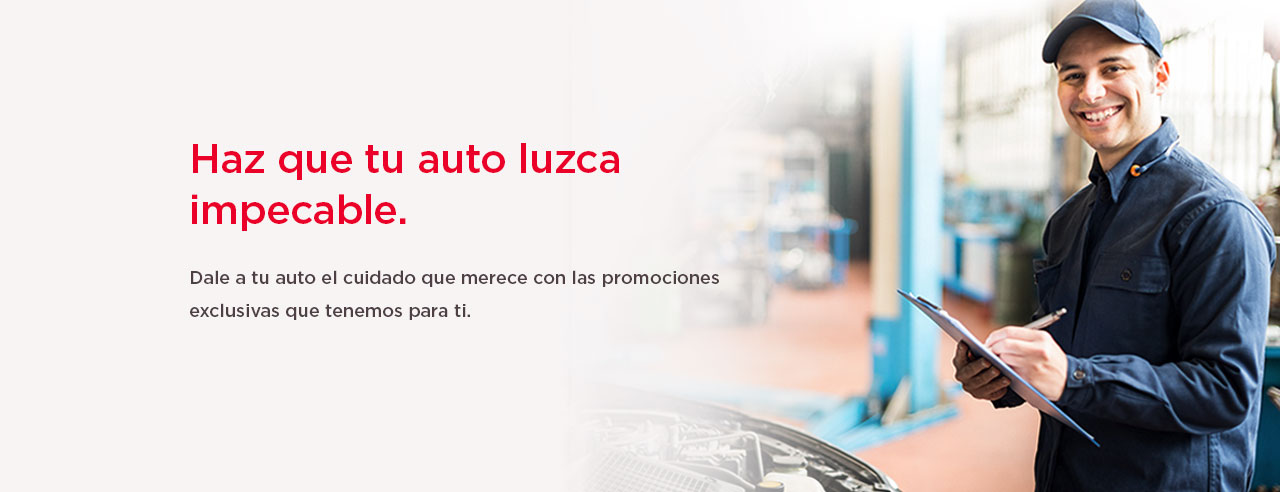 Haz que tu auto luzca
impecable.
Dale a tu auto el cuidado que merece con las promociones
exclusivas que tenemos para ti.